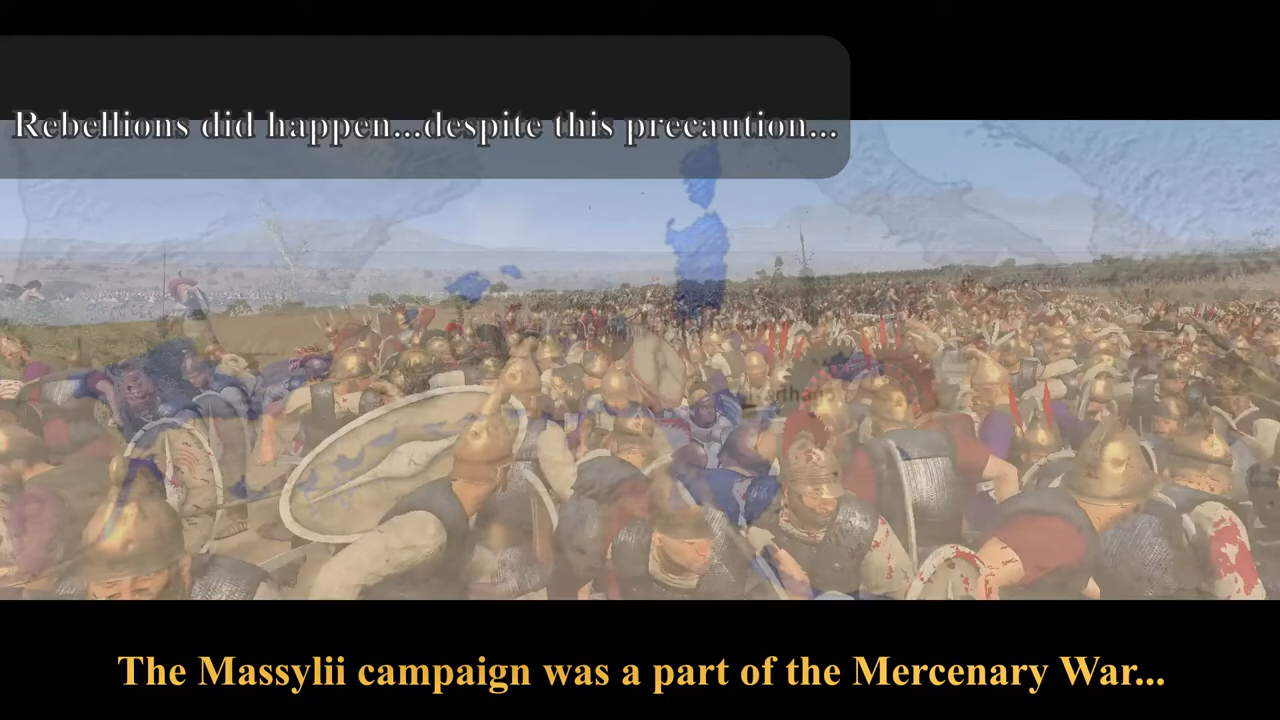 Rebellions did happen...despite this precaution...
The Massylii campaign was a part of the Mercenary War...